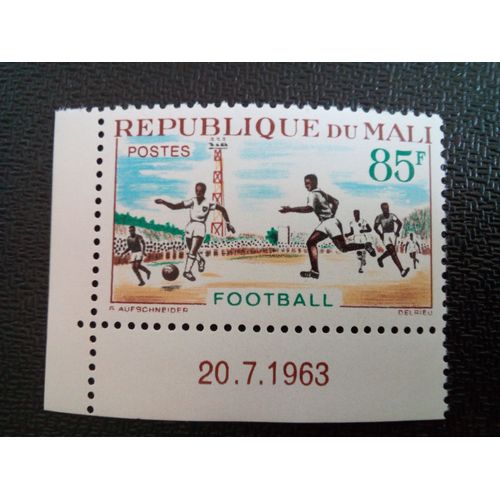 REPUBLIQUE DU MALI
POSTES
85F
FOOTBALL
R. AUFSCHNEIDER
DELRIEU
20.7.1963